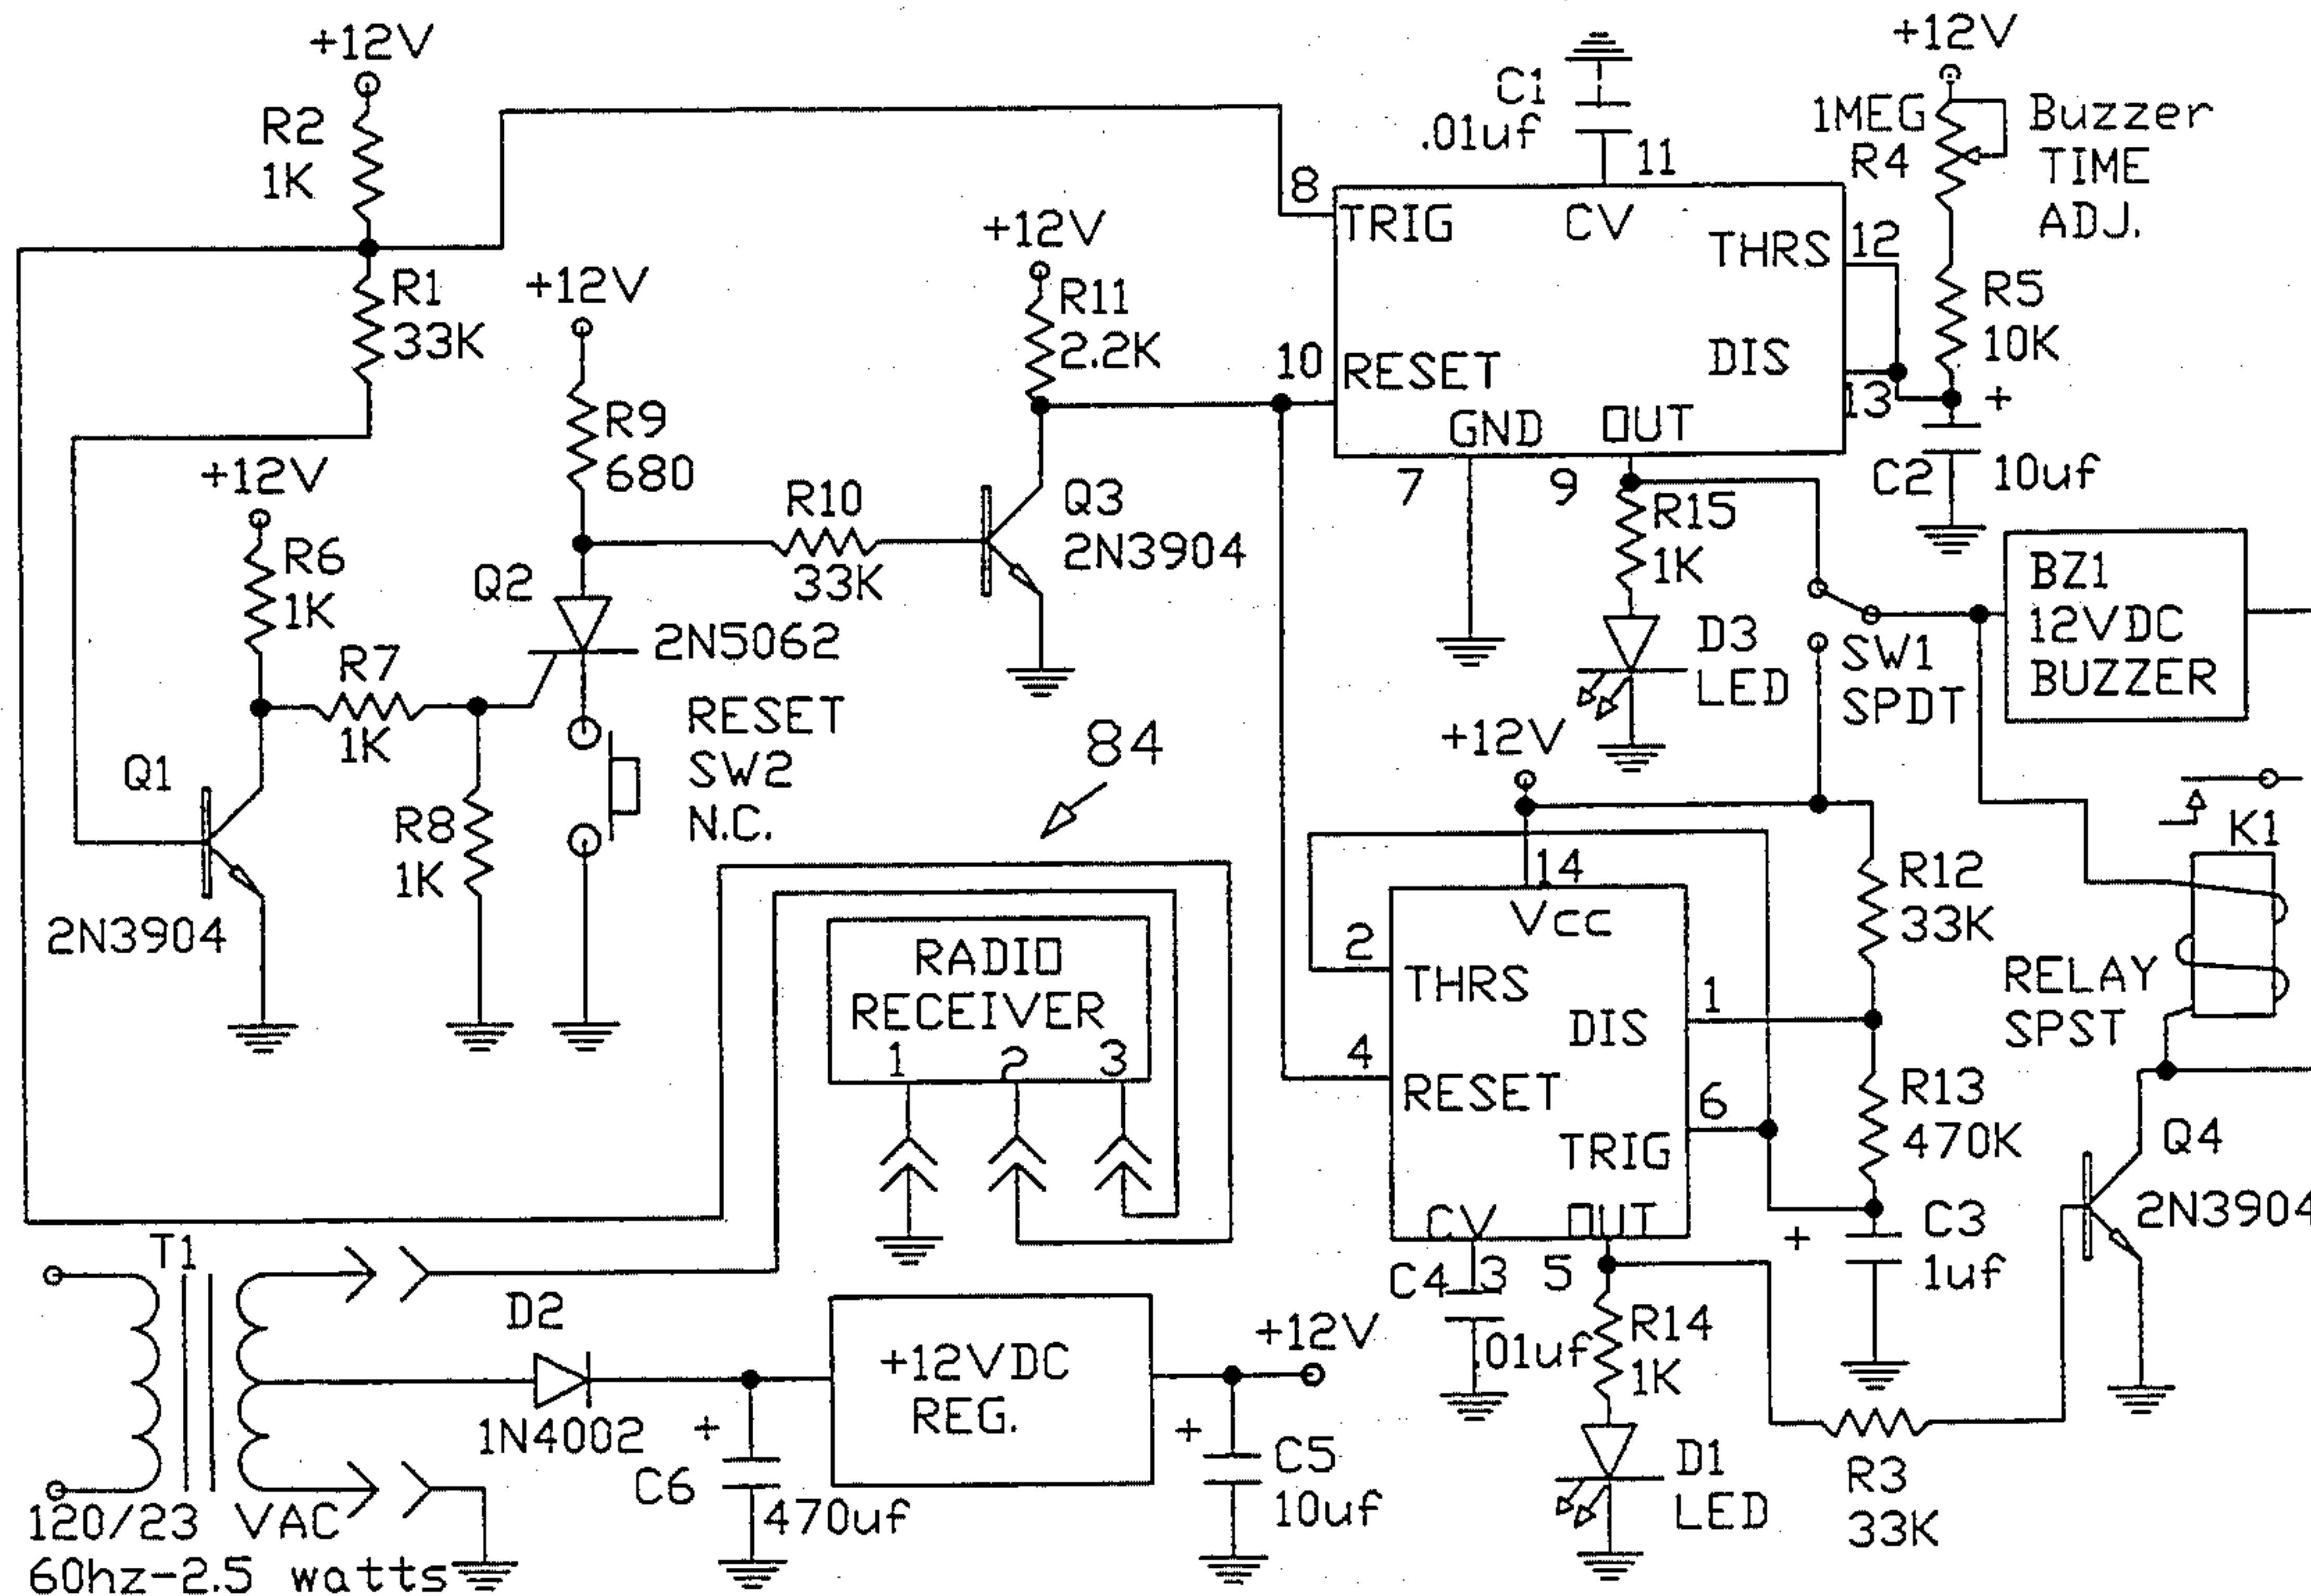 +12V
R2
1K
R1
33K
+12V
R6
1K
R7
1K
Q1
2N3904
R8
1K
+12V
R9
680
Q2
2N5062
RESET
SW2
N.C.
R10
33K
+12V
R11
2.2K
Q3
2N3904
84
C1
.01uf
8
11
TRIG
CV
THRS
12
10
RESET
DIS
13
GND
OUT
7
9
+12V
1MEG
R4
Buzzer
TIME
ADJ.
R5
10K
+
C2
10uf
R15
1K
D3
LED
SW1
SPDT
BZ1
12VDC
BUZZER
K1
RELAY
SPST
+12V
14
Vcc
2
THRS
1
DIS
4
RESET
6
TRIG
CV
OUT
3
5
C4
.01uf
R12
33K
R13
470K
+
C3
1uf
Q4
2N3904
R14
1K
D1
LED
R3
33K
RADIO
RECEIVER
1
2
3
T1
120/23 VAC
60hz-2.5 watts
D2
1N4002
+
C6
470uf
+12VDC
REG.
+12V
+
C5
10uf